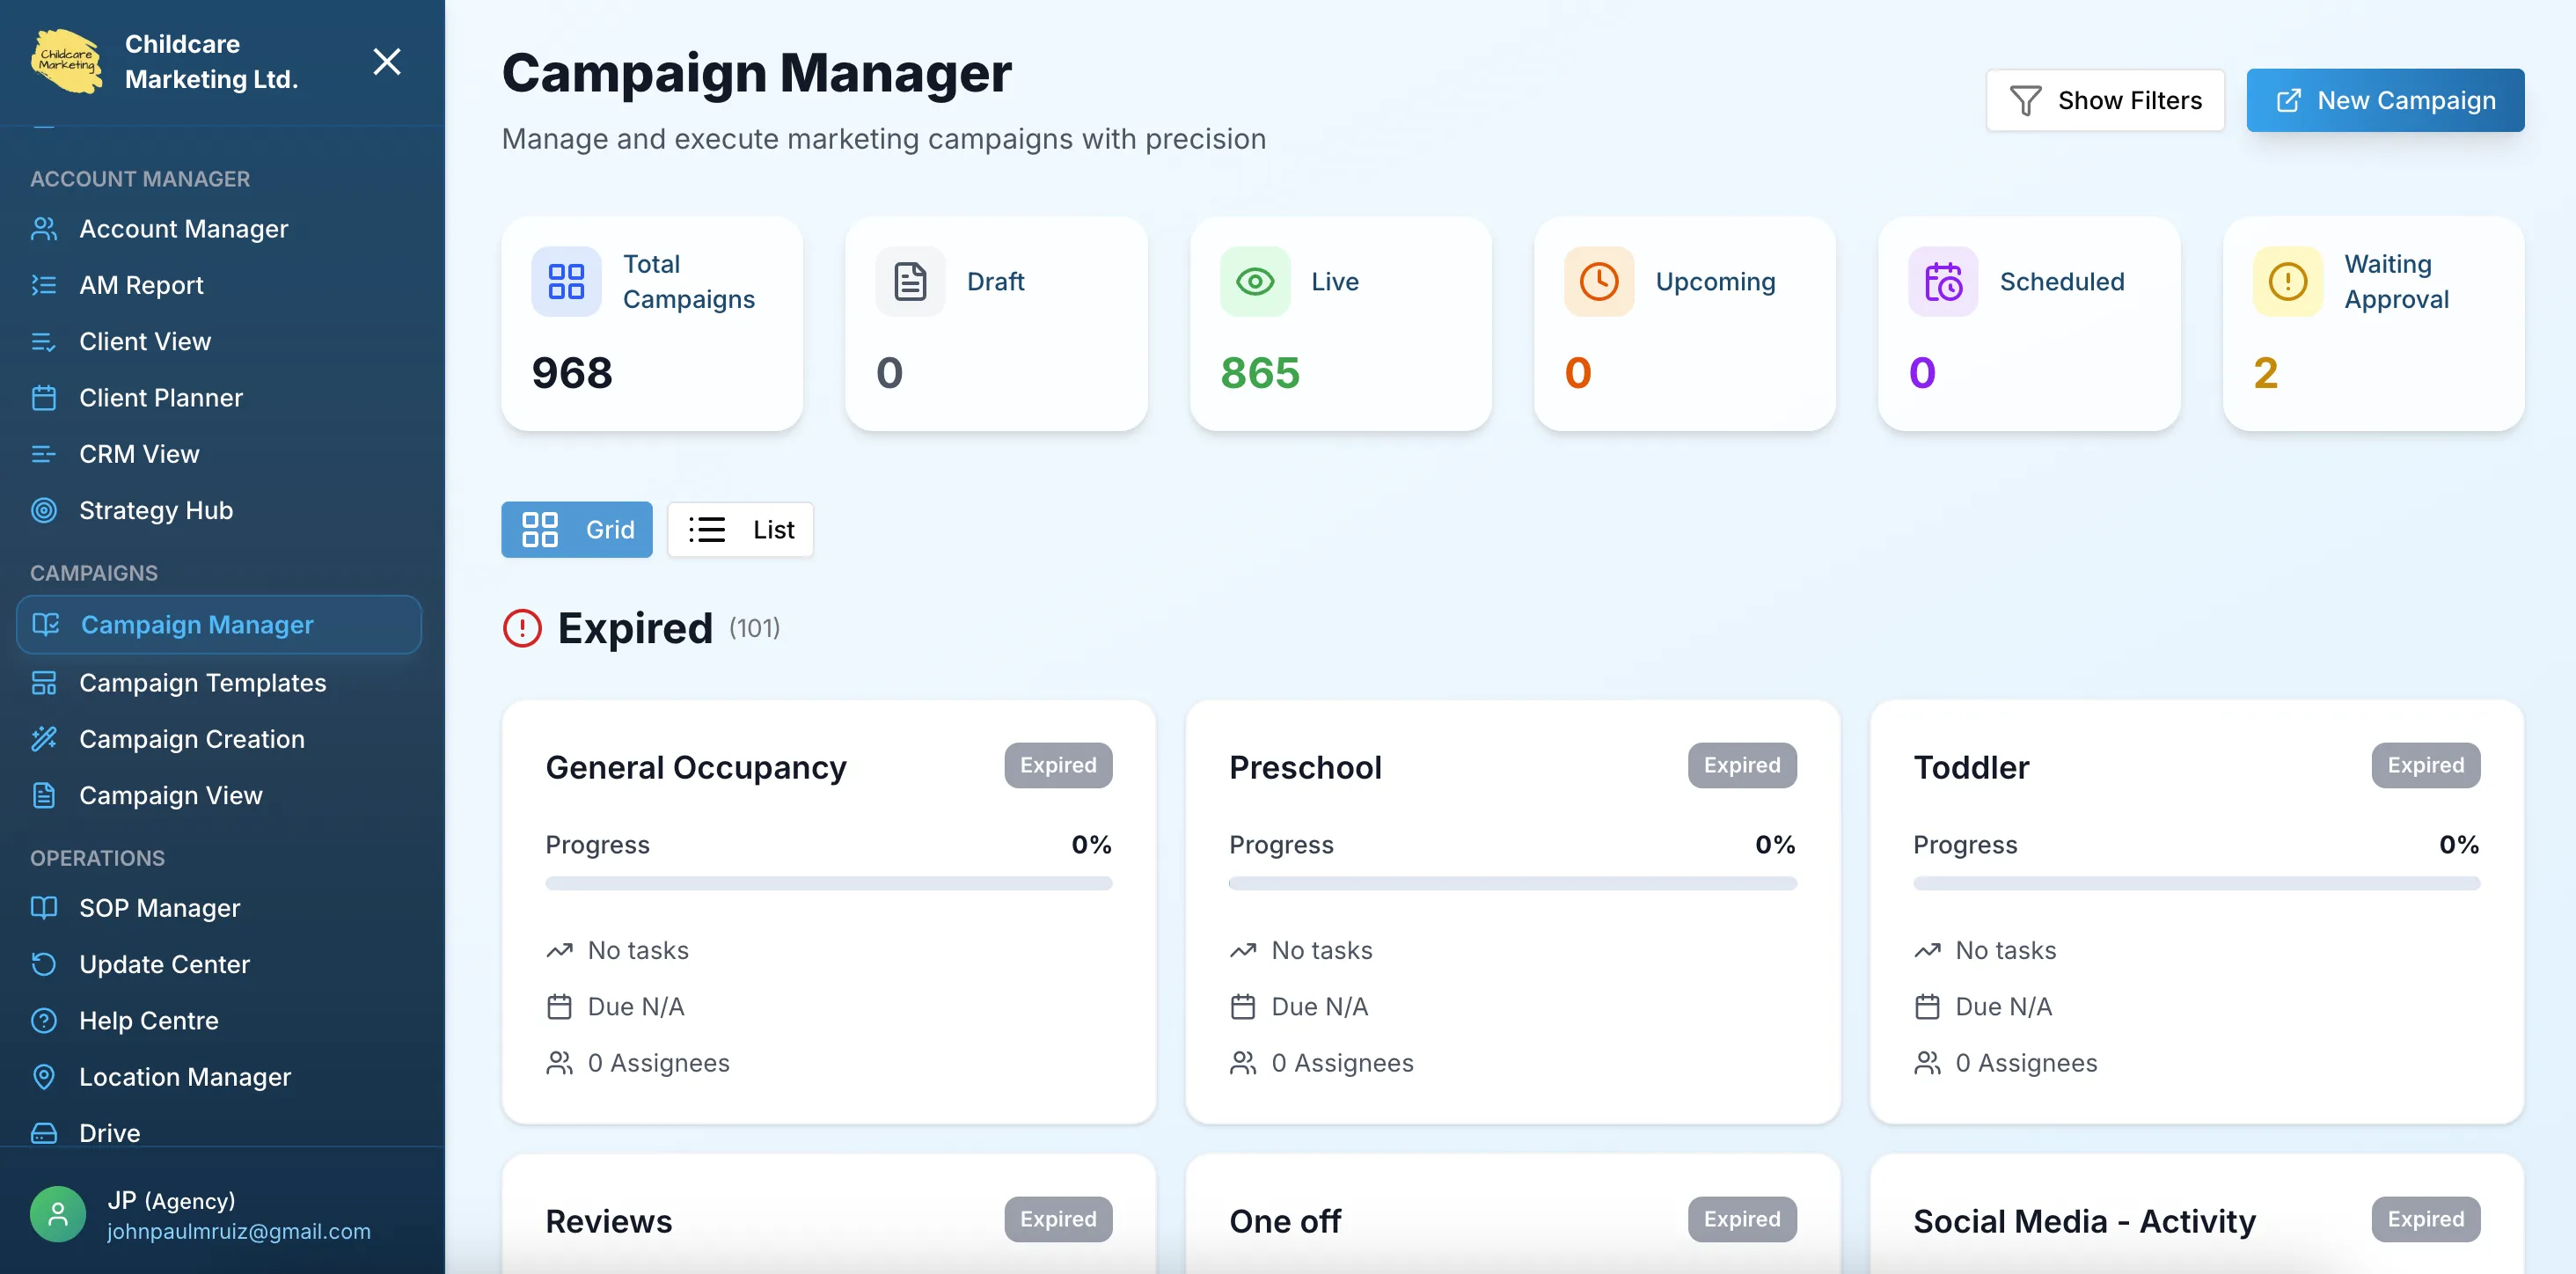 Childcare
Marketing
Childcare
Marketing Ltd.
ACCOUNT MANAGER
Account Manager
AM Report
Client View
Client Planner
CRM View
Strategy Hub
CAMPAIGNS
Campaign Manager
Campaign Templates
Campaign Creation
Campaign View
OPERATIONS
SOP Manager
Update Center
Help Centre
Location Manager
Drive
JP (Agency)
johnpaulmruiz@gmail.com
Campaign Manager
Manage and execute marketing campaigns with precision
Show Filters
New Campaign
Total
Campaigns
968
Draft
0
Live
865
Upcoming
0
Scheduled
0
Waiting
Approval
2
Grid
List
Expired (101)
General Occupancy
Expired
Progress 0%
No tasks
Due N/A
0 Assignees
Preschool
Expired
Progress 0%
No tasks
Due N/A
0 Assignees
Toddler
Expired
Progress 0%
No tasks
Due N/A
0 Assignees
Reviews
Expired
One off
Expired
Social Media - Activity
Expired